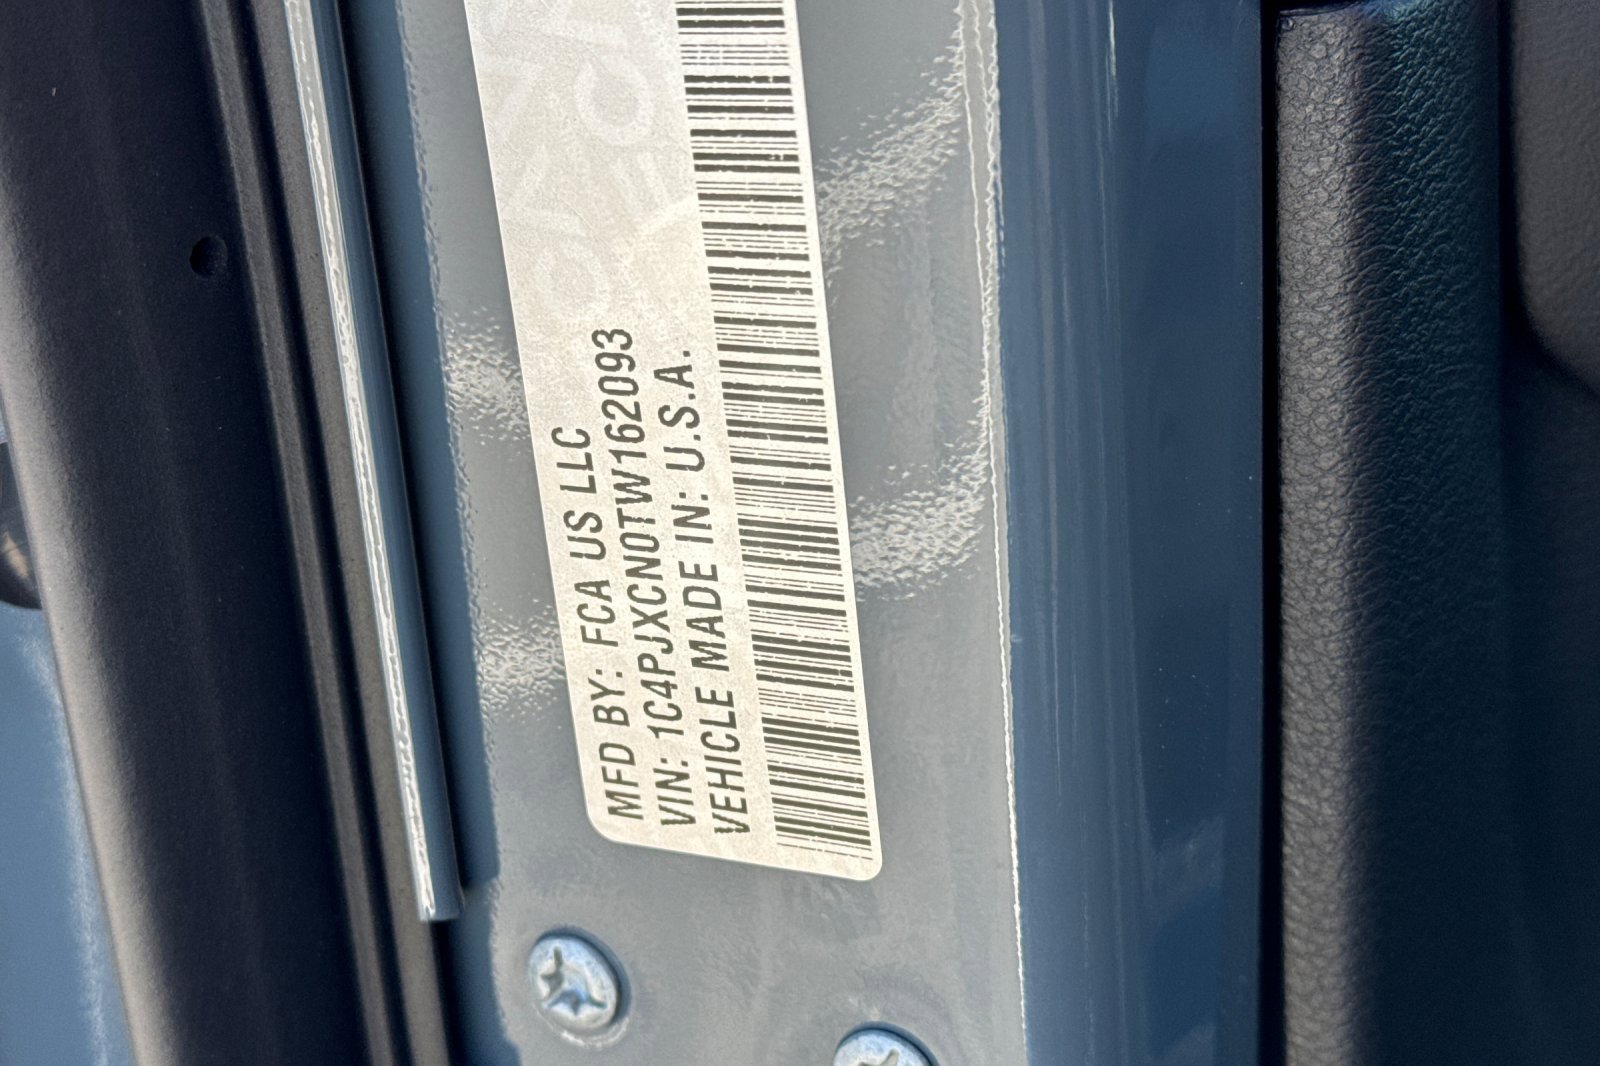 MFD BY: FCA US LLC
VIN: 1C4PJXCN0TW162093
VEHICLE MADE IN: U.S.A.